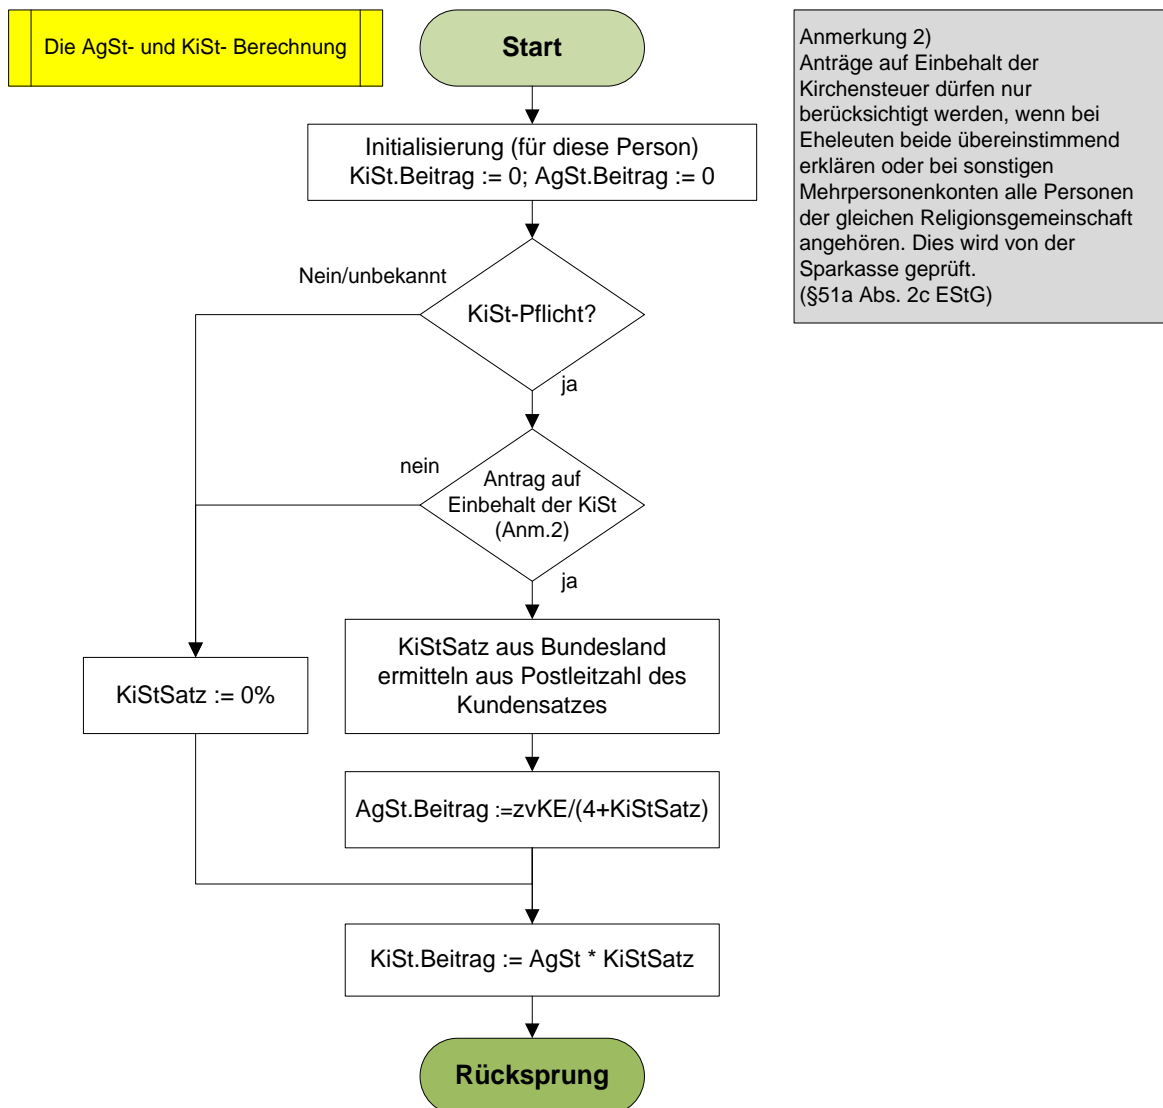 Die AgSt- und KiSt- Berechnung
Start
Anmerkung 2)
Anträge auf Einbehalt der
Kirchensteuer dürfen nur
berücksichtigt werden, wenn bei
Eheleuten beide übereinstimmend
erklären oder bei sonstigen
Mehrpersonenkonten alle Personen
der gleichen Religionsgemeinschaft
angehören. Dies wird von der
Sparkasse geprüft.
(§51a Abs. 2c EStG)
Initialisierung (für diese Person)
KiSt.Beitrag := 0; AgSt.Beitrag := 0
Nein/unbekannt
KiSt-Pflicht?
ja
nein
Antrag auf
Einbehalt der KiSt
(Anm.2)
ja
KiStSatz aus Bundesland
ermitteln aus Postleitzahl des
Kundensatzes
KiStSatz := 0%
AgSt.Beitrag :=zvKE/(4+KiStSatz)
KiSt.Beitrag := AgSt * KiStSatz
Rücksprung